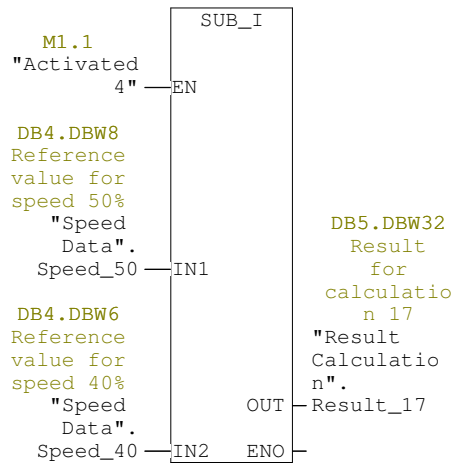 SUB_I
M1.1
"Activated
4"
EN
DB4.DBW8
Reference
value for
speed 50%
"Speed
Data".
Speed_50
IN1
DB4.DBW6
Reference
value for
speed 40%
"Speed
Data".
Speed_40
IN2
DB5.DBW32
Result
for
calculatio
n 17
"Result
Calculatio
n".
Result_17
OUT
ENO